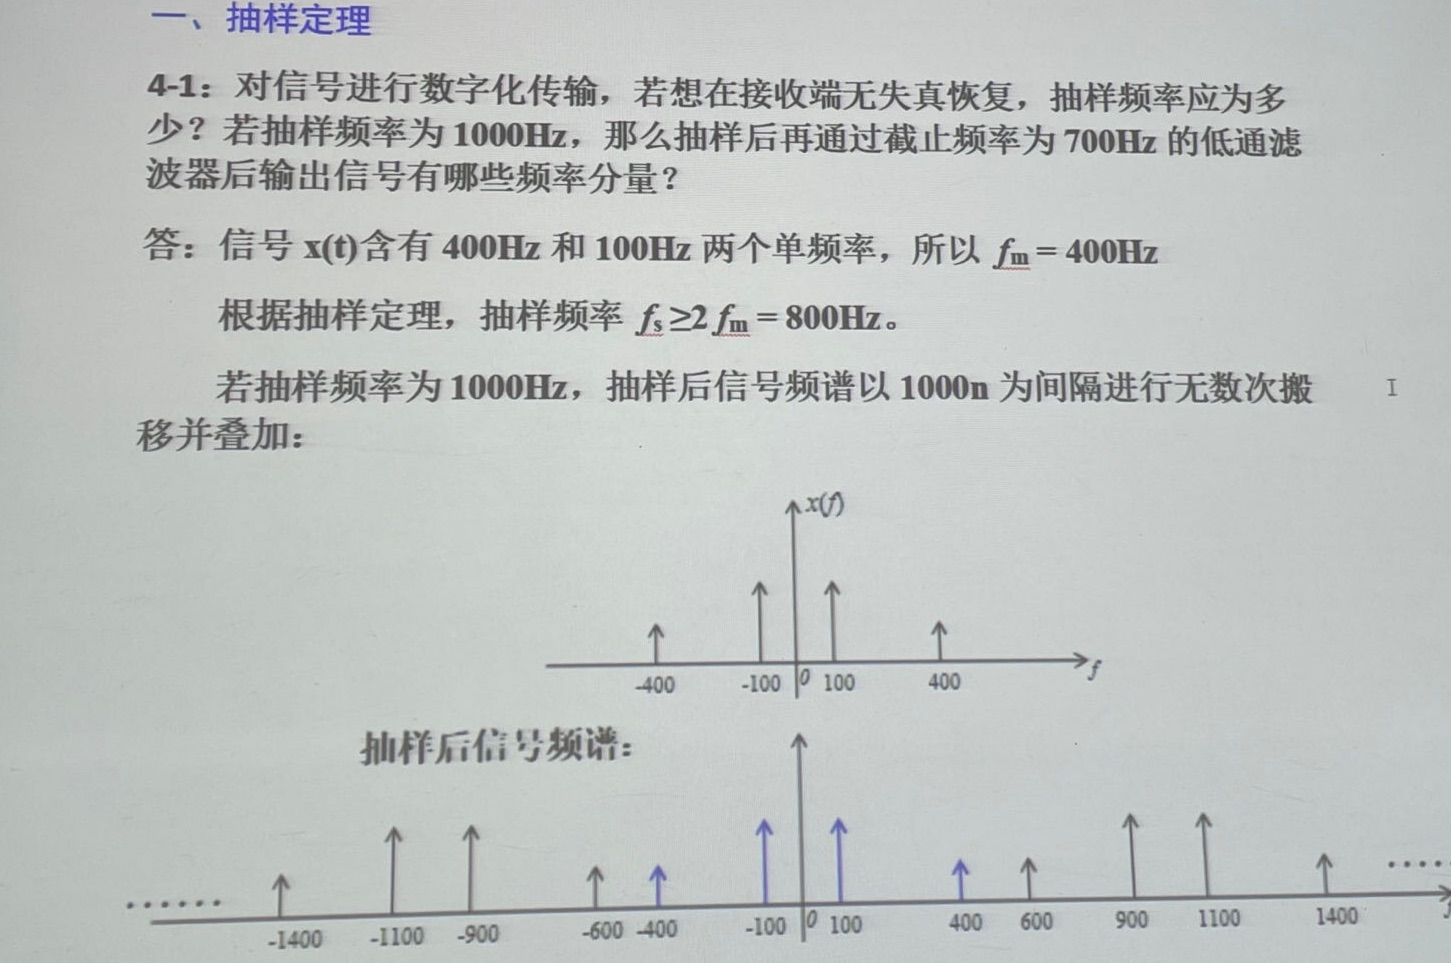 一、抽样定理
4-1：对信号进行数字化传输，若想在接收端无失真恢复，抽样频率应为多
少？若抽样频率为 1000Hz，那么抽样后再通过截止频率为 700Hz 的低通滤
波器后输出信号有哪些频率分量？
答：信号 x(t)含有 400Hz 和 100Hz 两个单频率，所以 fm = 400Hz
根据抽样定理，抽样频率 fs ≥2 fm = 800Hz。
若抽样频率为 1000Hz，抽样后信号频谱以 1000n 为间隔进行无数次搬
移并叠加：
x(f)
-400 -100 0 100 400 f
抽样后信号频谱：
...... ....
-1400 -1100 -900 -600 -400 -100 0 100 400 600 900 1100 1400